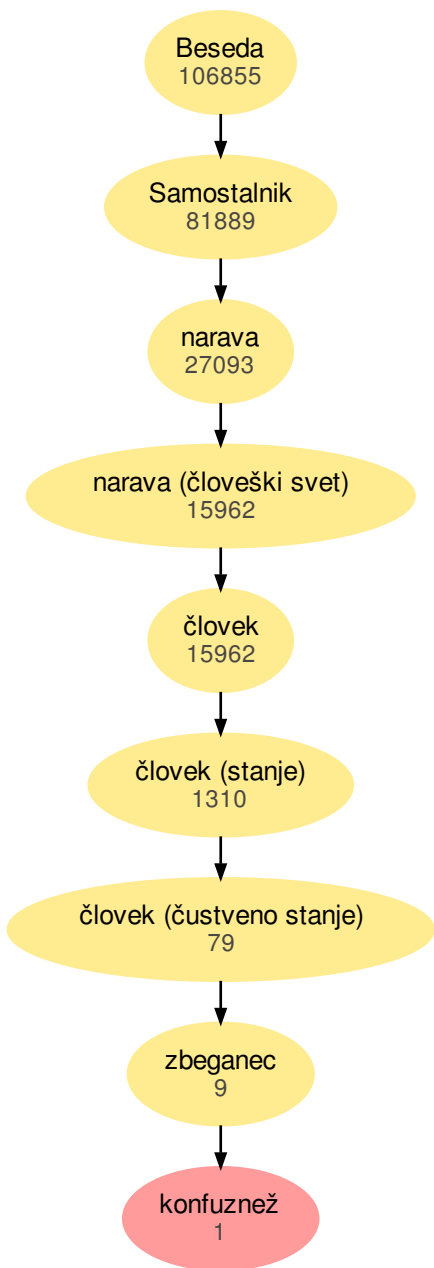 Beseda
106855
Samostalnik
81889
narava
27093
narava (človeški svet)
15962
človek
15962
človek (stanje)
1310
človek (čustveno stanje)
79
zbeganec
9
konfuznež
1